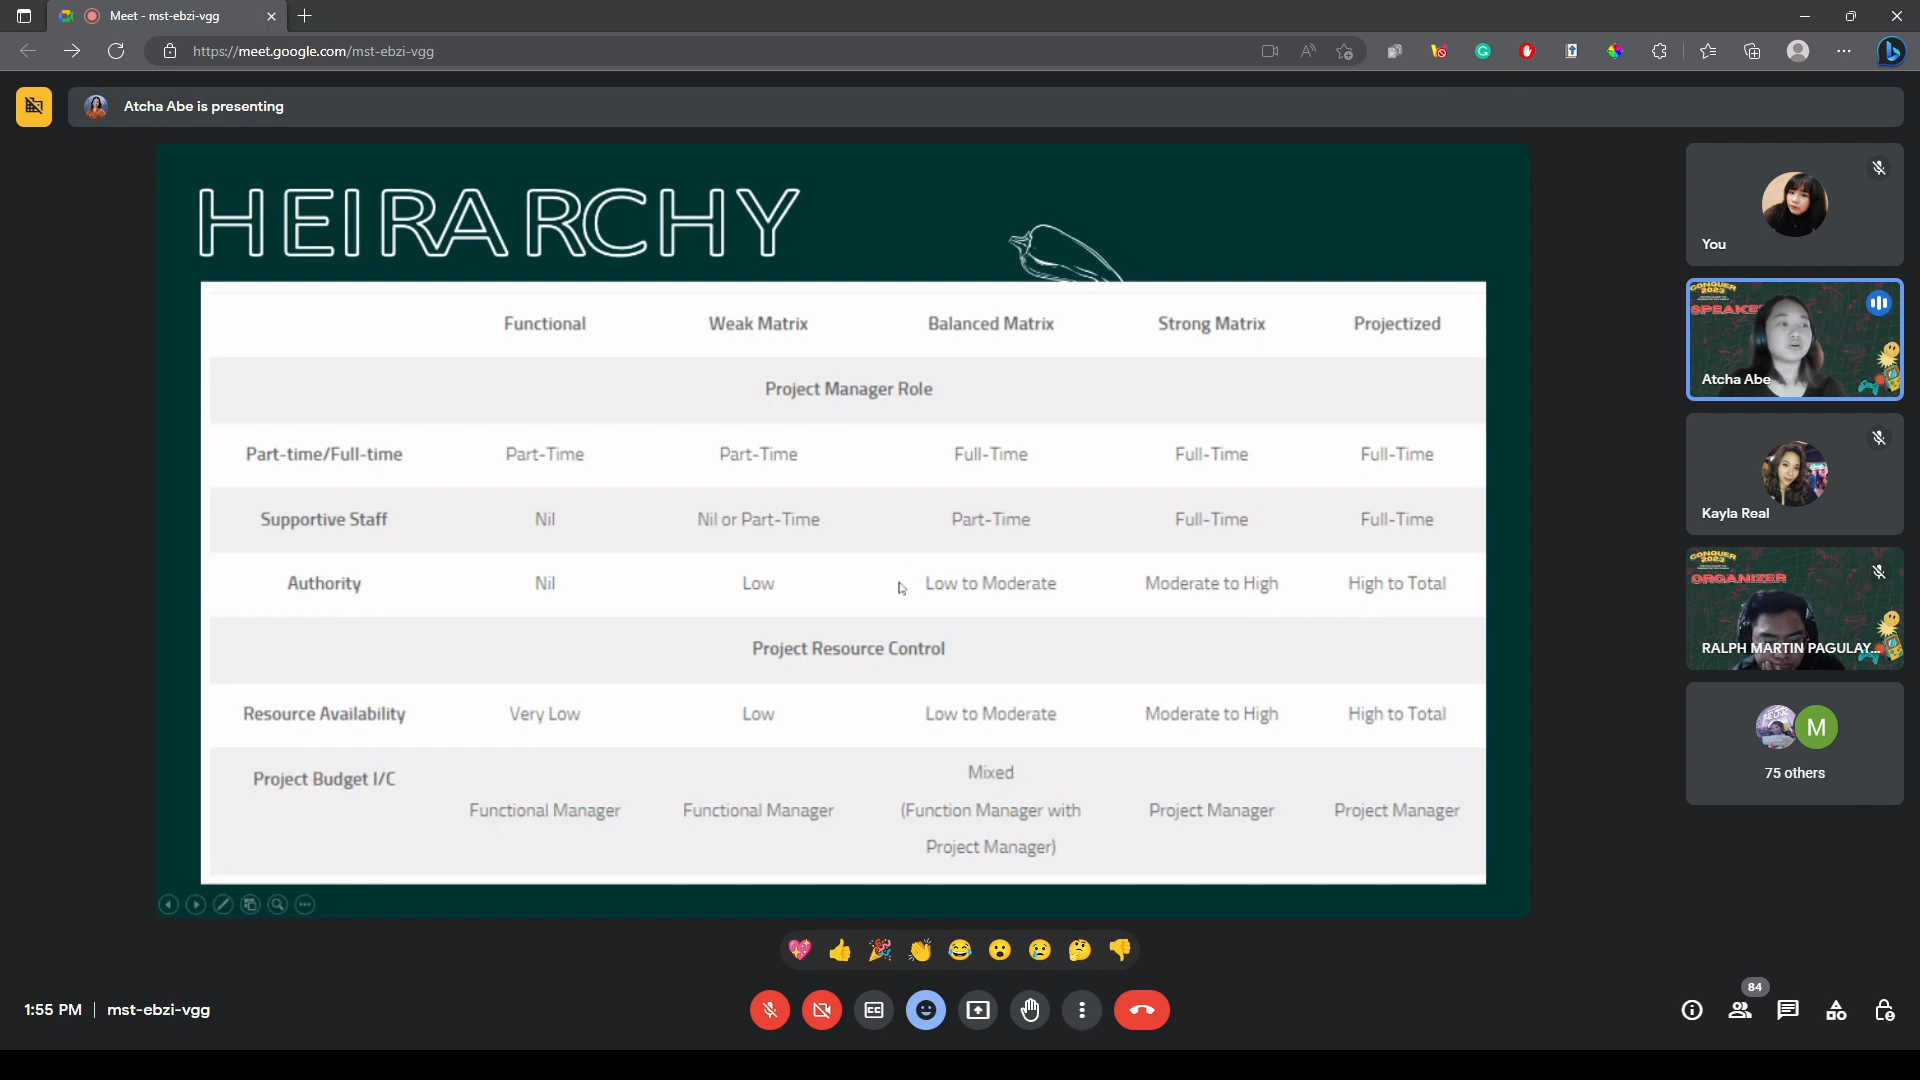 Meet - mst-ebzi-vgg
https://meet.google.com/mst-ebzi-vgg
Atcha Abe is presenting
HEIRARCHY
Functional Weak Matrix Balanced Matrix Strong Matrix Projectized
Project Manager Role
Part-time/Full-time Part-Time Part-Time Full-Time Full-Time Full-Time
Supportive Staff Nil Nil or Part-Time Part-Time Full-Time Full-Time
Authority Nil Low Low to Moderate Moderate to High High to Total
Project Resource Control
Resource Availability Very Low Low Low to Moderate Moderate to High High to Total
Project Budget I/C Functional Manager Functional Manager Mixed Project Manager Project Manager
(Function Manager with
Project Manager)
You
CONQUER
2023
SPEAKE
Atcha Abe
Kayla Real
CONQUER
ORGANIZER
RALPH MARTIN PAGULAY...
M
75 others
1:55 PM | mst-ebzi-vgg
84